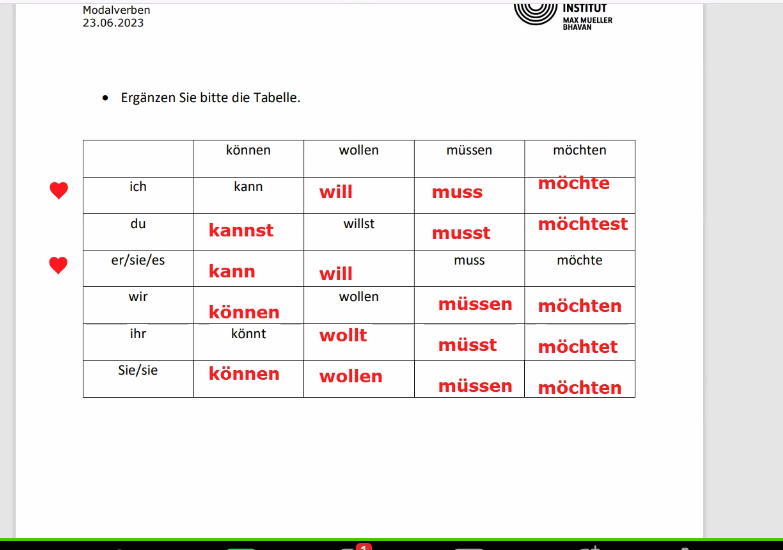 Modalverben
23.06.2023
INSTITUT
MAX MUELLER
BHAVAN
• Ergänzen Sie bitte die Tabelle.
können wollen müssen möchten
ich kann will muss möchte
du kannst willst musst möchtest
er/sie/es kann will muss möchte
wir können wollen müssen möchten
ihr könnt wollt müsst möchtet
Sie/sie können wollen müssen möchten
1